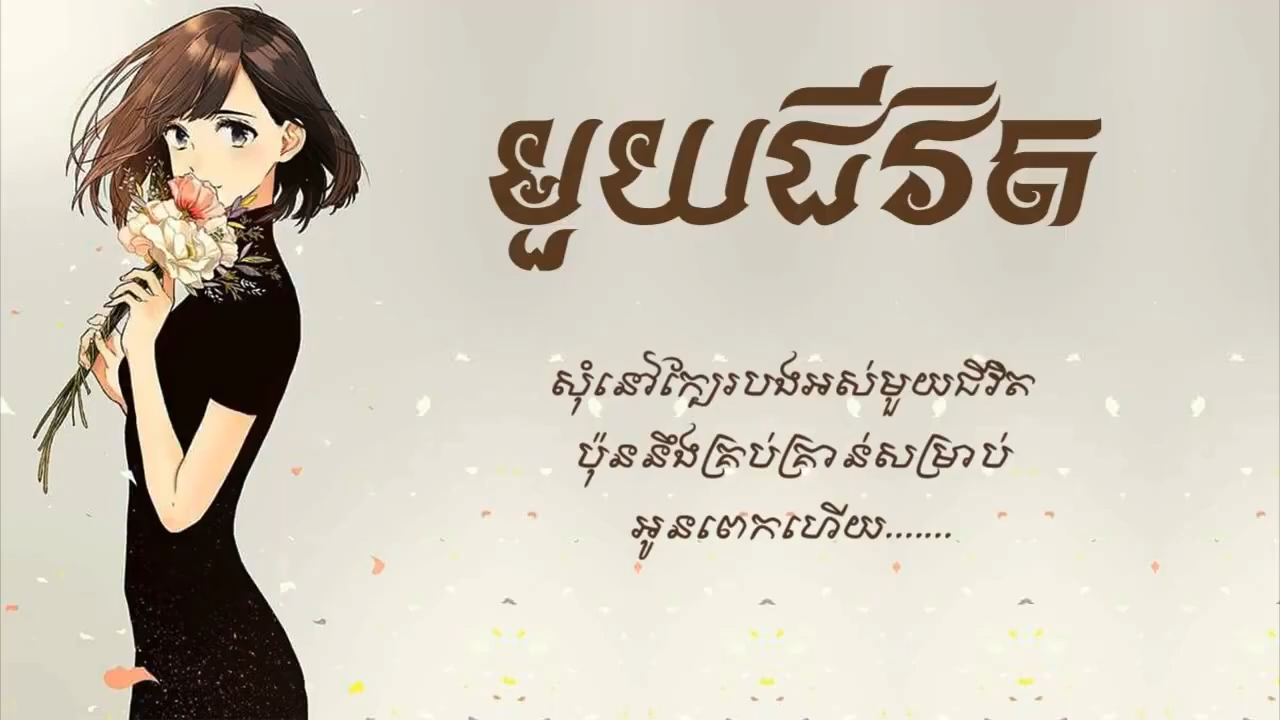 មួយជីវិត
សុំនៅក្បែរបងអស់មួយជិវិត
ប៉ុននឹងគ្រប់គ្រាន់សម្រាប់
អូនពេកហើយ.......